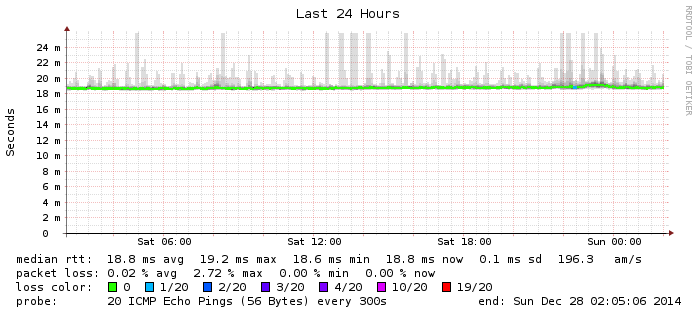 Last 24 Hours
RRDTOOL / TOBI OETIKER
Seconds
24 m
22 m
20 m
18 m
16 m
14 m
12 m
10 m
8 m
6 m
4 m
2 m
0
Sat 06:00 Sat 12:00 Sat 18:00 Sun 00:00
median rtt: 18.8 ms avg 19.2 ms max 18.6 ms min 18.8 ms now 0.1 ms sd 196.3 am/s
packet loss: 0.02 % avg 2.72 % max 0.00 % min 0.00 % now
loss color: 0 1/20 2/20 3/20 4/20 10/20 19/20
probe: 20 ICMP Echo Pings (56 Bytes) every 300s end: Sun Dec 28 02:05:06 2014